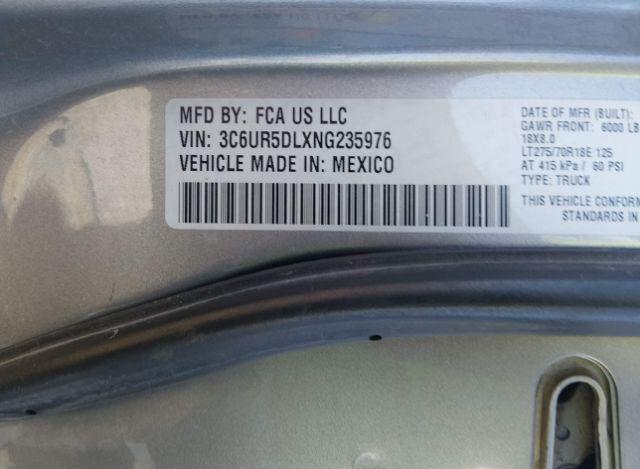 MFD BY: FCA US LLC
VIN: 3C6UR5DLXNG235976
VEHICLE MADE IN: MEXICO
DATE OF MFR (BUILT):
GAWR FRONT: 6000 LB
18X8.0
LT275/70R18E 125
AT 415 kPa / 60 PSI
TYPE: TRUCK
THIS VEHICLE CONFORM
STANDARDS IN